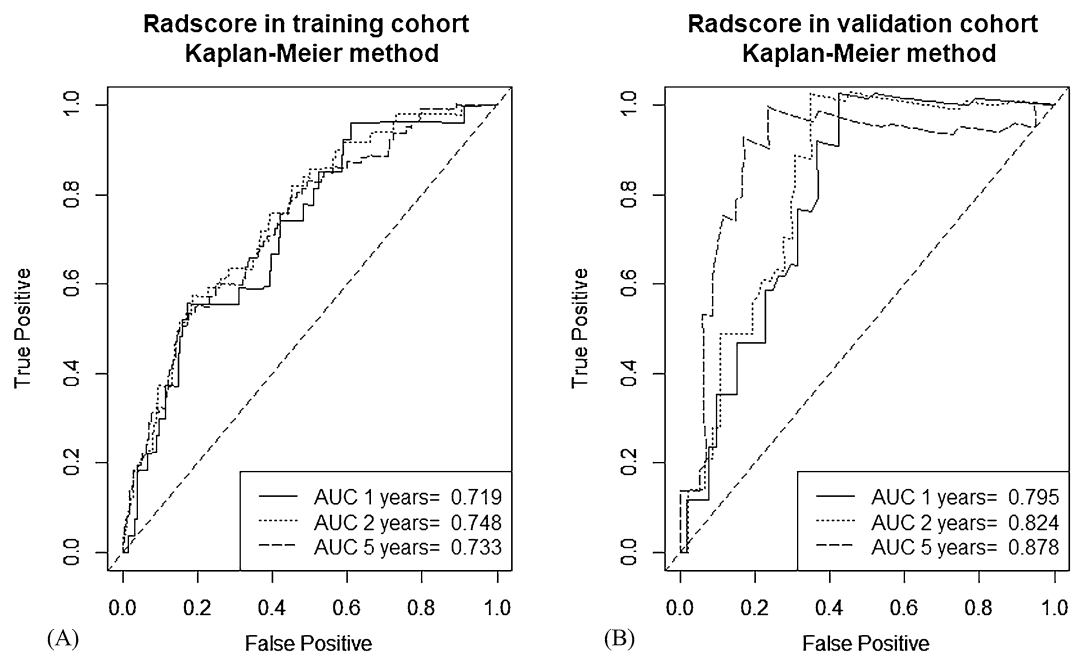 Radscore in training cohort
Kaplan-Meier method
True Positive
1.0
0.8
0.6
0.4
0.2
0.0
AUC 1 years= 0.719
AUC 2 years= 0.748
AUC 5 years= 0.733
0.0 0.2 0.4 0.6 0.8 1.0
False Positive
(A)
Radscore in validation cohort
Kaplan-Meier method
True Positive
1.0
0.8
0.6
0.4
0.2
0.0
AUC 1 years= 0.795
AUC 2 years= 0.824
AUC 5 years= 0.878
0.0 0.2 0.4 0.6 0.8 1.0
False Positive
(B)